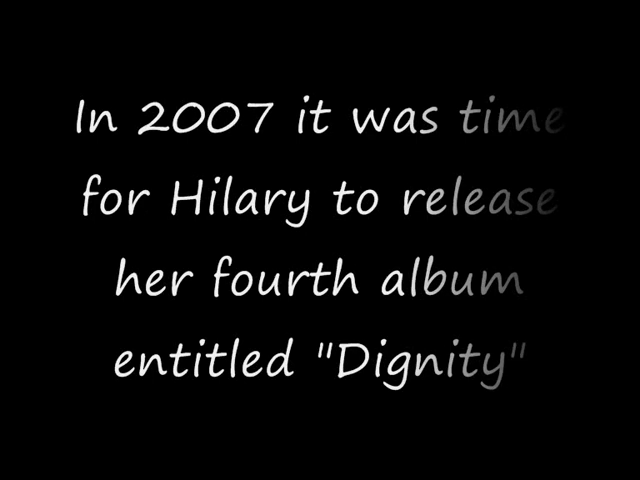 In 2007 it was time
for Hilary to release
her fourth album
entitled "Dignity"